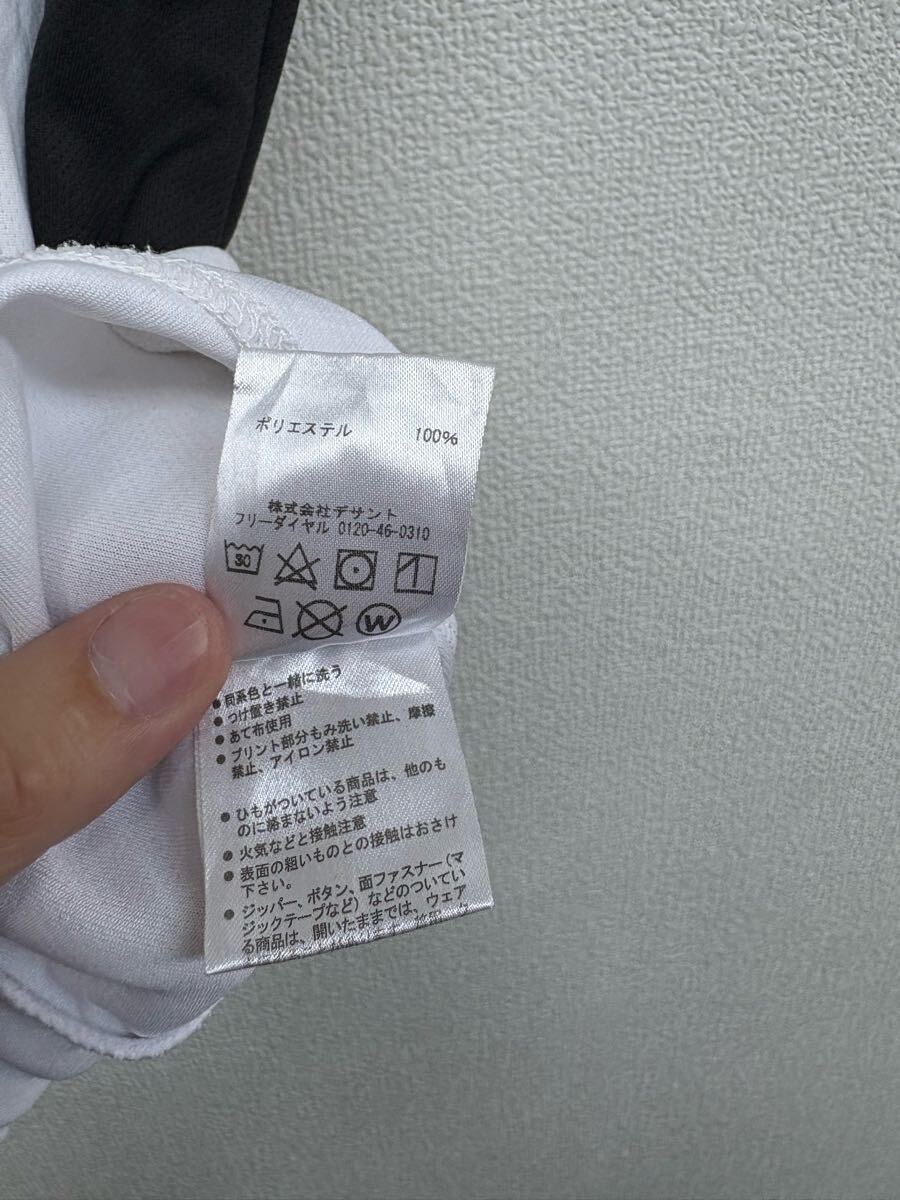 ポリエステル 100%
株式会社デサント
フリーダイヤル 0120-46-0310
30
W
●同系色と一緒に洗う
●つけ置き禁止
●あて布使用
●プリント部分もみ洗い禁止、摩擦
禁止、アイロン禁止
●ひもがついている商品は、他のも
のに絡まないよう注意
●火気などと接触注意
●表面の粗いものとの接触はおさけ
下さい。
●ジッパー、ボタン、面ファスナー(マ
ジックテープなど)などのついてい
る商品は、開いたままでは、ウェア